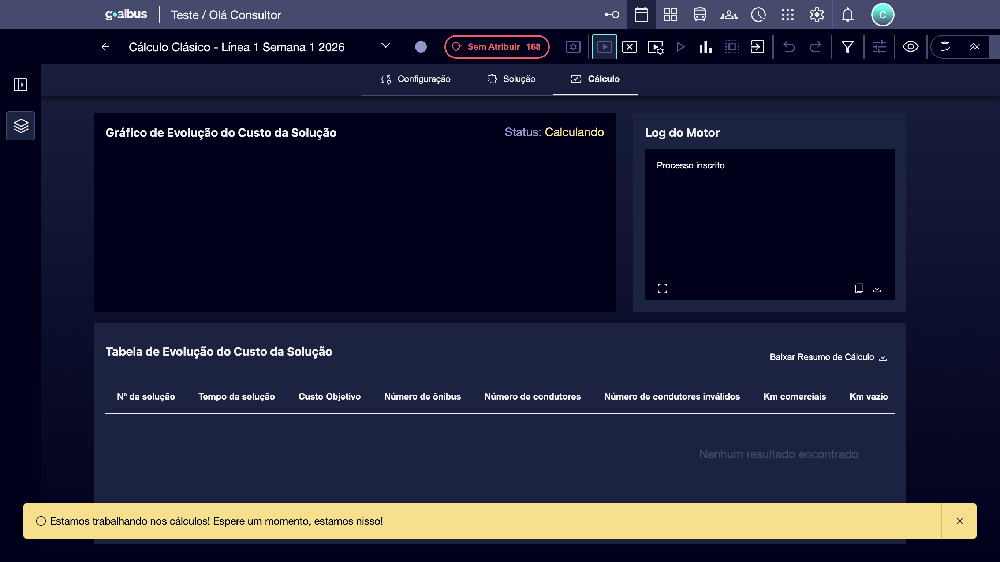 goalbus
Teste / Olá Consultor
C
Cálculo Clásico - Línea 1 Semana 1 2026
Sem Atribuir 168
Configuração
Solução
Cálculo
Gráfico de Evolução do Custo da Solução
Status: Calculando
Log do Motor
Processo inscrito
Tabela de Evolução do Custo da Solução
Baixar Resumo de Cálculo
Nº da solução Tempo da solução Custo Objetivo Número de ônibus Número de condutores Número de condutores inválidos Km comerciais Km vazio
Nenhum resultado encontrado
Estamos trabalhando nos cálculos! Espere um momento, estamos nisso!